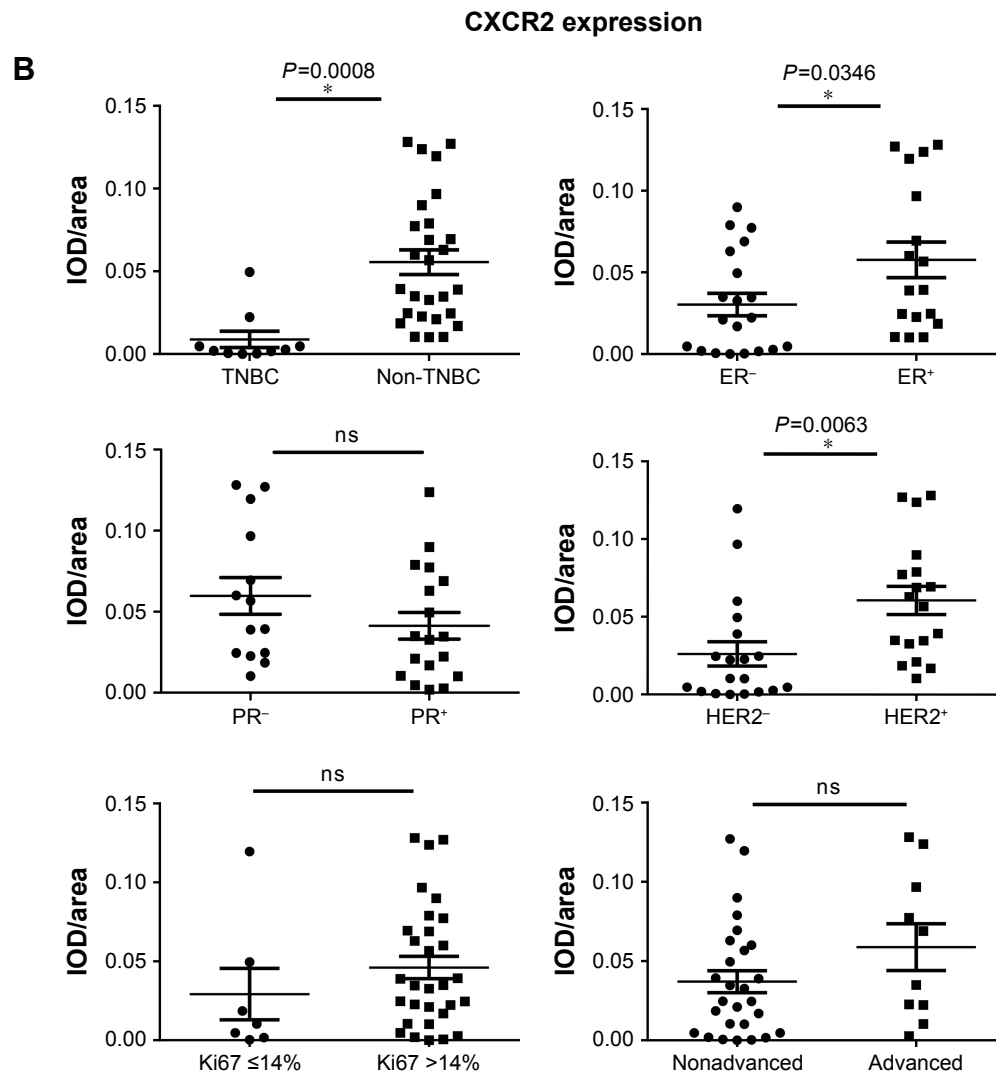 CXCR2 expression
B
P=0.0008
*
IOD/area
0.15
0.10
0.05
0.00
TNBC Non-TNBC
P=0.0346
*
IOD/area
0.15
0.10
0.05
0.00
ER⁻ ER⁺
ns
IOD/area
0.15
0.10
0.05
0.00
PR⁻ PR⁺
P=0.0063
*
IOD/area
0.15
0.10
0.05
0.00
HER2⁻ HER2⁺
ns
IOD/area
0.15
0.10
0.05
0.00
Ki67 ≤14% Ki67 >14%
ns
IOD/area
0.15
0.10
0.05
0.00
Nonadvanced Advanced